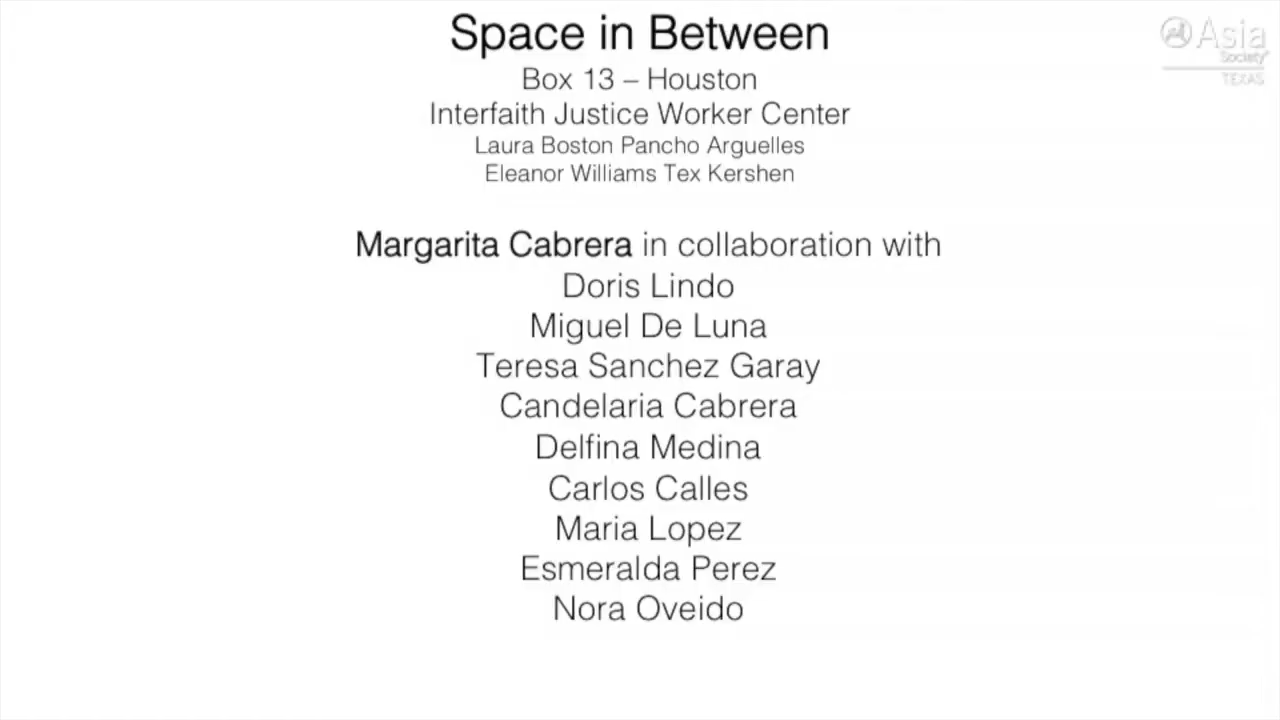 Space in Between
Box 13 – Houston
Interfaith Justice Worker Center
Laura Boston Pancho Arguelles
Eleanor Williams Tex Kershen
Margarita Cabrera in collaboration with
Doris Lindo
Miguel De Luna
Teresa Sanchez Garay
Candelaria Cabrera
Delfina Medina
Carlos Calles
Maria Lopez
Esmeralda Perez
Nora Oveido
Asia
Society
TEXAS